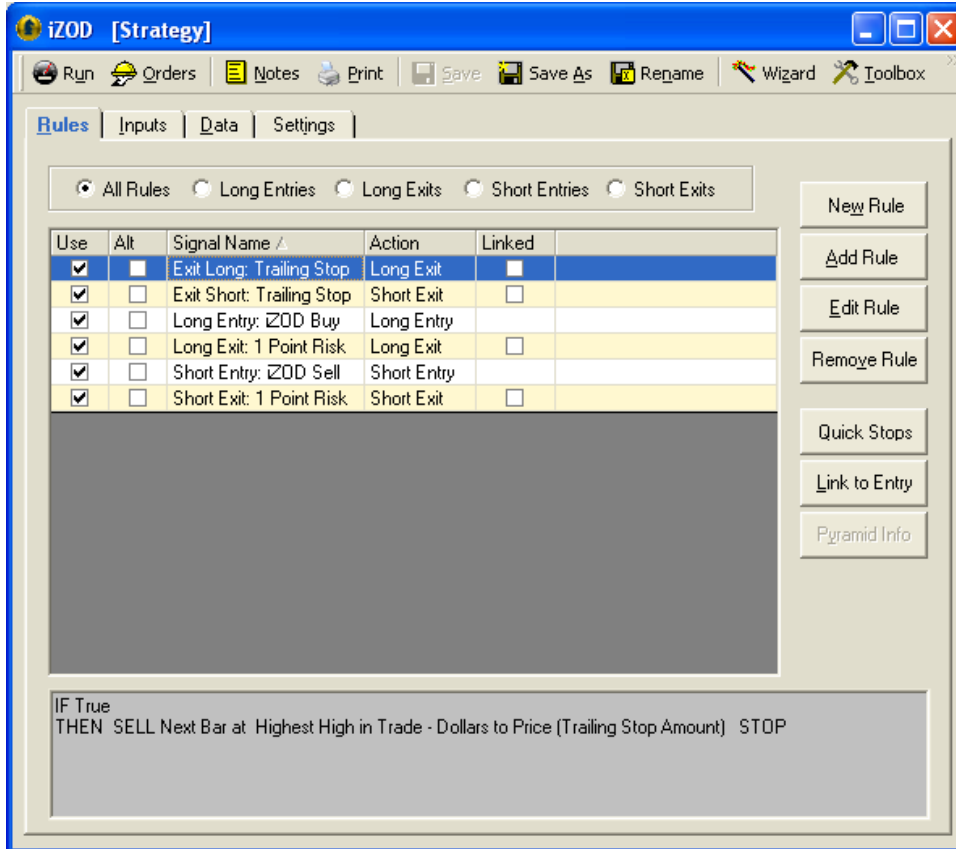 iZOD [Strategy]
Run Orders Notes Print Save Save As Rename Wizard Toolbox »
Rules Inputs Data Settings
All Rules Long Entries Long Exits Short Entries Short Exits
New Rule
Use Alt Signal Name Action Linked
Add Rule
Exit Long: Trailing Stop Long Exit
Exit Short: Trailing Stop Short Exit
Edit Rule
Long Entry: iZOD Buy Long Entry
Long Exit: 1 Point Risk Long Exit
Remove Rule
Short Entry: iZOD Sell Short Entry
Short Exit: 1 Point Risk Short Exit
Quick Stops
Link to Entry
Pyramid Info
IF True
THEN SELL Next Bar at Highest High in Trade - Dollars to Price (Trailing Stop Amount) STOP